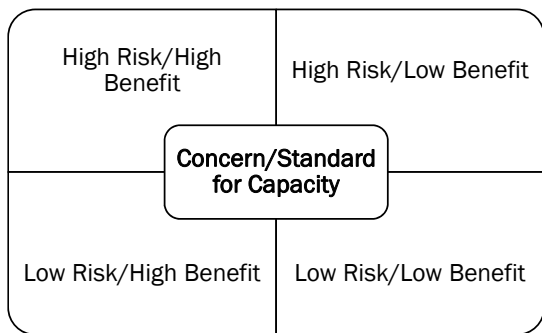 High Risk/High
Benefit
High Risk/Low Benefit
Concern/Standard
for Capacity
Low Risk/High Benefit
Low Risk/Low Benefit